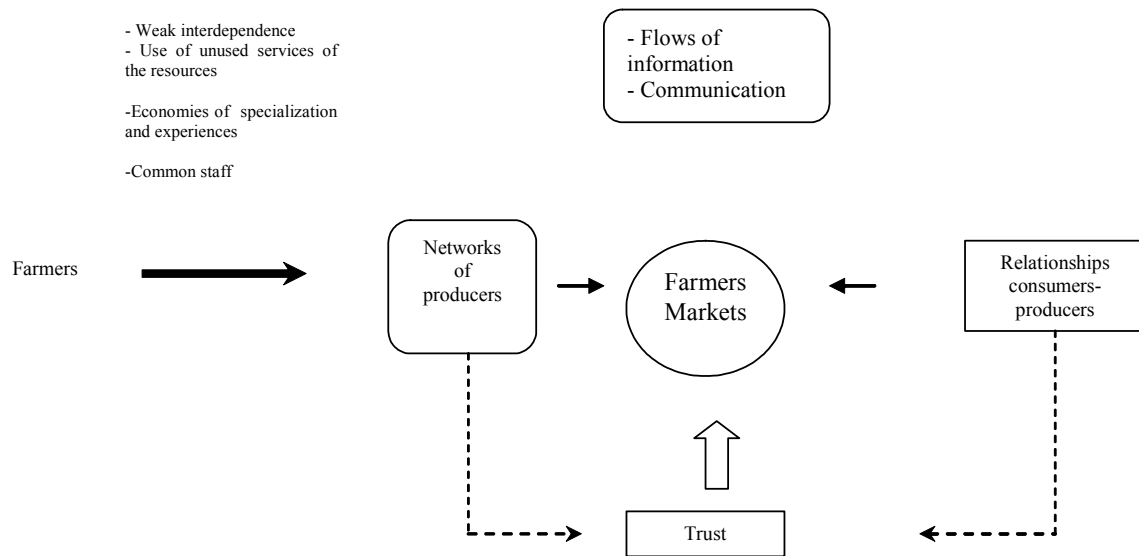 - Weak interdependence
- Use of unused services of
the resources
-Economies of specialization
and experiences
-Common staff
- Flows of
information
- Communication
Farmers
Networks
of
producers
Farmers
Markets
Relationships
consumers-
producers
Trust